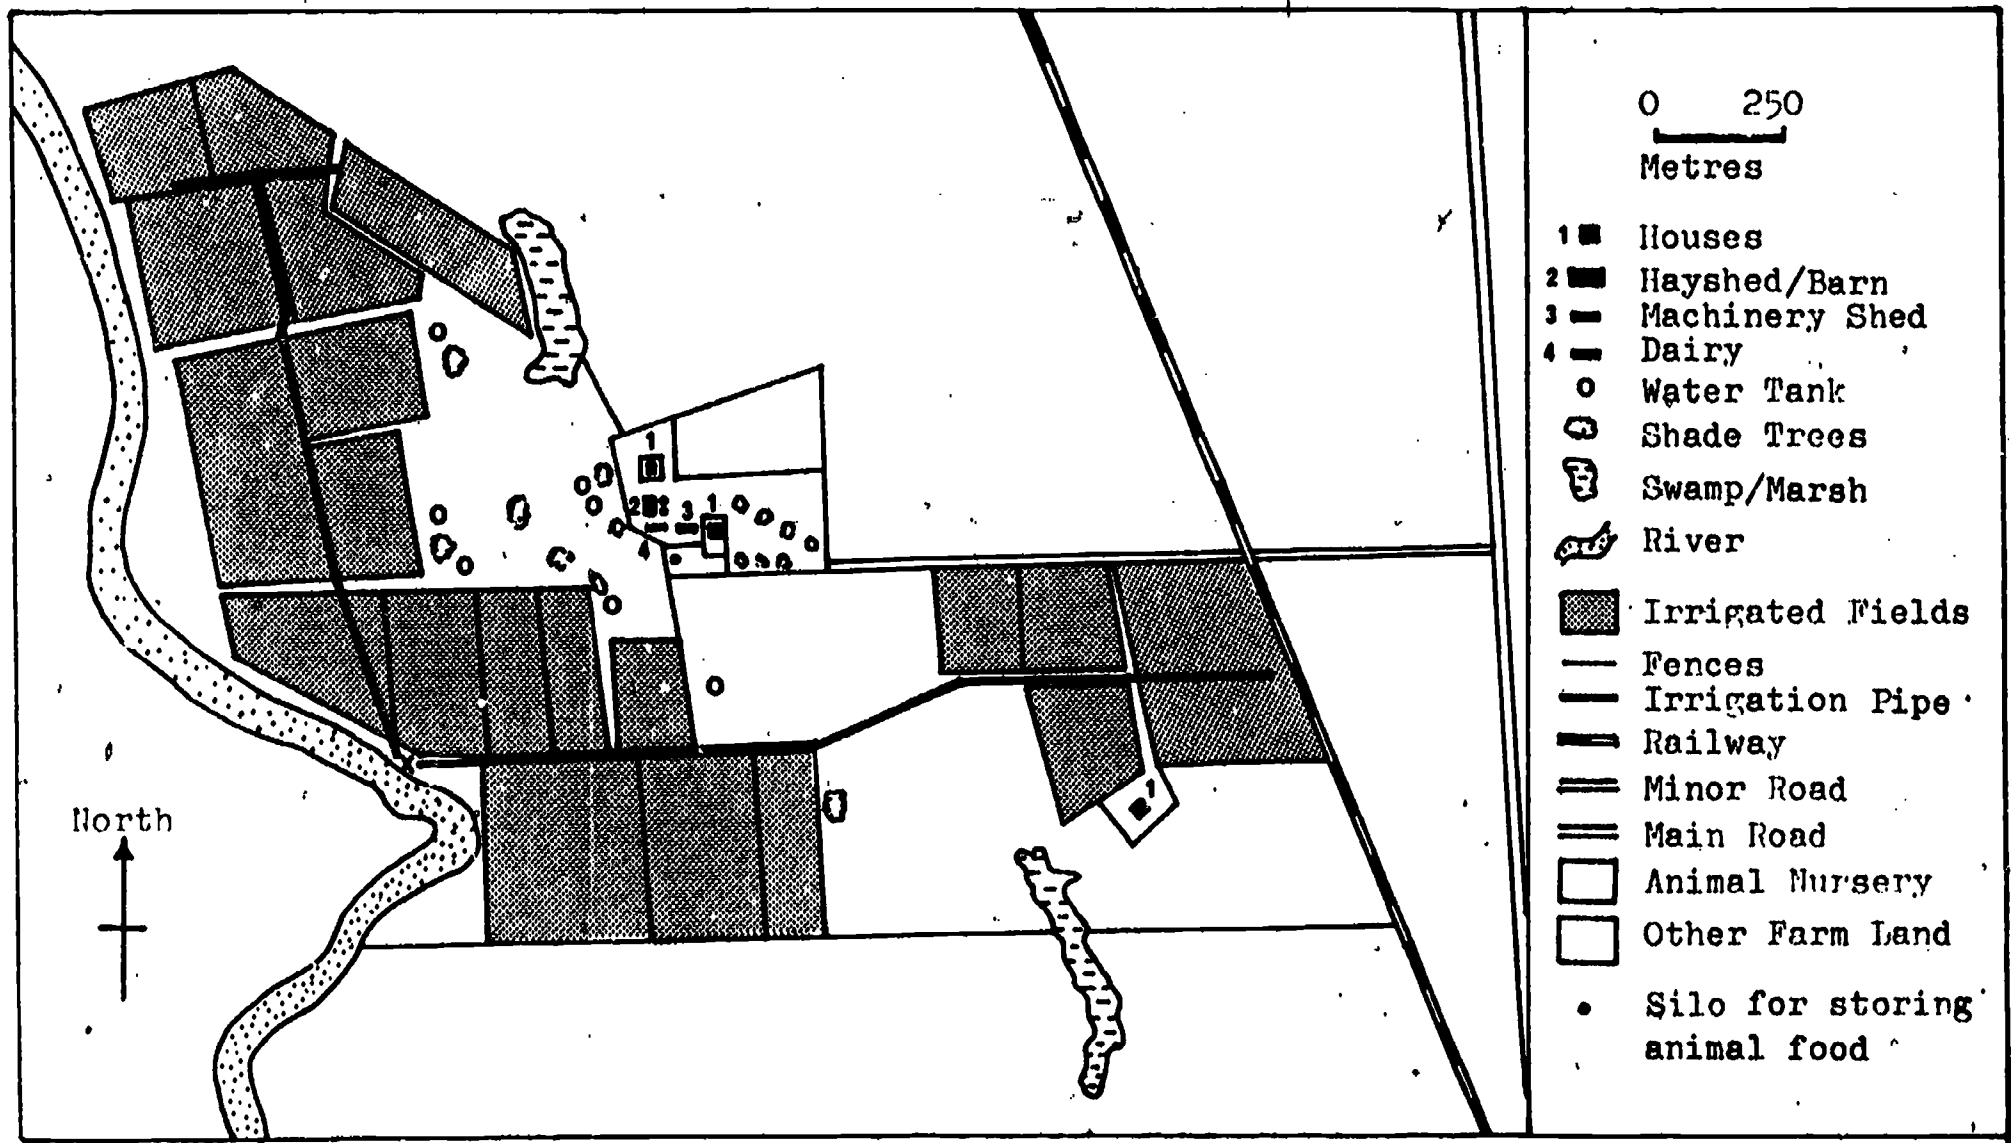 0 250
Metres
1 Houses
2 Hayshed/Barn
3 Machinery Shed
4 Dairy
Water Tank
Shade Trees
Swamp/Marsh
River
Irrigated Fields
Fences
Irrigation Pipe
Railway
Minor Road
Main Road
Animal Nursery
Other Farm Land
Silo for storing
animal food
1
2
3
1
4
1
North
X